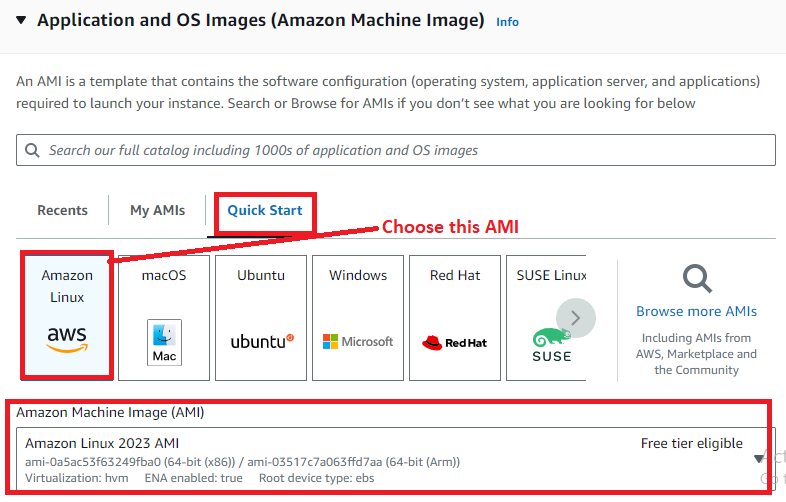 Application and OS Images (Amazon Machine Image) Info
An AMI is a template that contains the software configuration (operating system, application server, and applications)
required to launch your instance. Search or Browse for AMIs if you don't see what you are looking for below
Search our full catalog including 1000s of application and OS images
Recents
My AMIs
Quick Start
Choose this AMI
Amazon
Linux
aws
macOS
Mac
Ubuntu
ubuntu
Windows
Microsoft
Red Hat
Red Hat
SUSE Linux
SUSE
Browse more AMIs
Including AMIs from
AWS, Marketplace and
the Community
Amazon Machine Image (AMI)
Amazon Linux 2023 AMI
Free tier eligible
ami-0a5ac53f63249fba0 (64-bit (x86)) / ami-03517c7a063ffd7aa (64-bit (Arm))
Virtualization: hvm ENA enabled: true Root device type: ebs